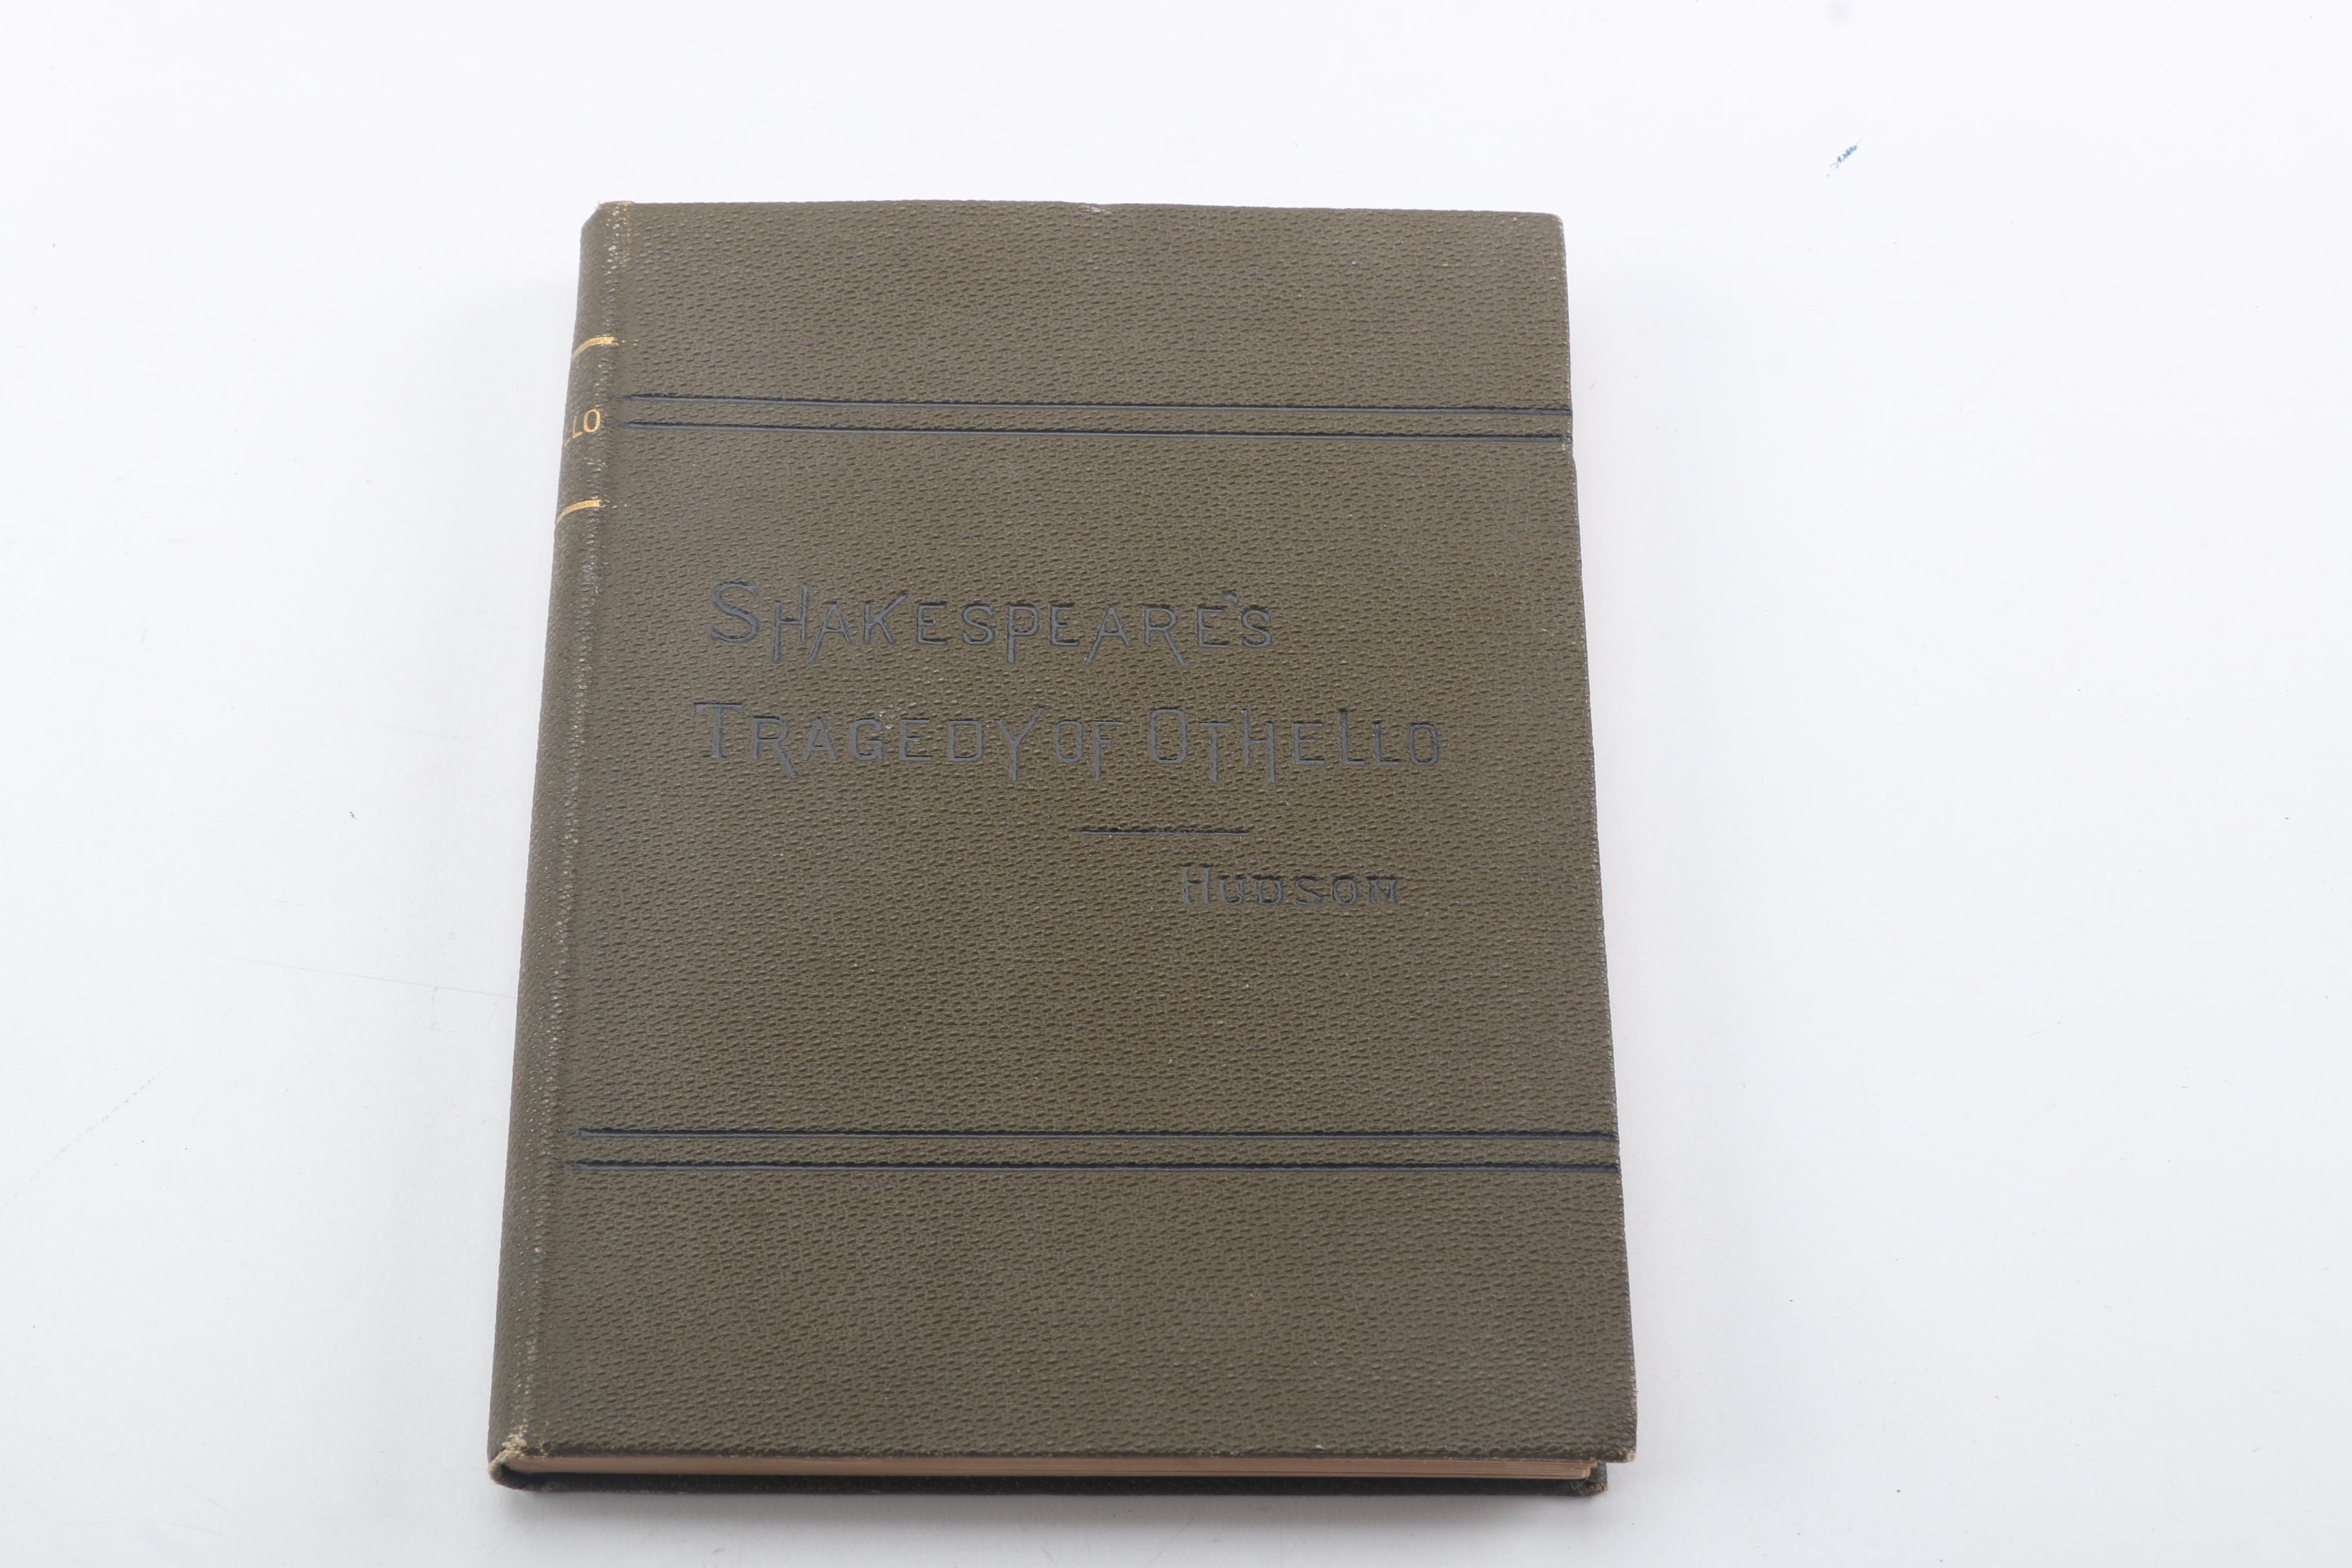 LLO
SHAKESPEARE'S
TRAGEDY OF OTHELLO
HUDSON